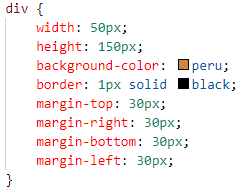 div {
    width: 50px;
    height: 150px;
    background-color: peru;
    border: 1px solid black;
    margin-top: 30px;
    margin-right: 30px;
    margin-bottom: 30px;
    margin-left: 30px;
}